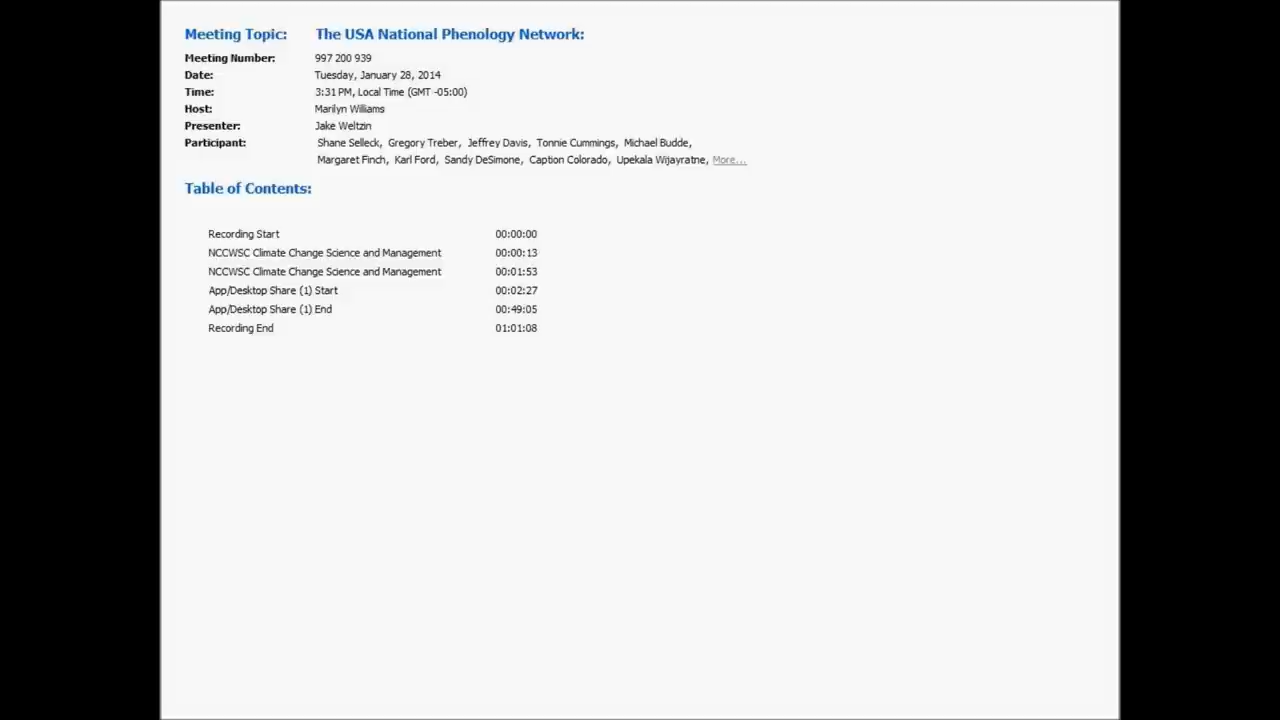 Meeting Topic: The USA National Phenology Network:
Meeting Number: 997 200 939
Date: Tuesday, January 28, 2014
Time: 3:31 PM, Local Time (GMT -05:00)
Host: Marilyn Williams
Presenter: Jake Weltzin
Participant: Shane Selleck, Gregory Treber, Jeffrey Davis, Tonnie Cummings, Michael Budde,
Margaret Finch, Karl Ford, Sandy DeSimone, Caption Colorado, Upekala Wijayratne, More...
Table of Contents:
Recording Start 00:00:00
NCCWSC Climate Change Science and Management 00:00:13
NCCWSC Climate Change Science and Management 00:01:53
App/Desktop Share (1) Start 00:02:27
App/Desktop Share (1) End 00:49:05
Recording End 01:01:08